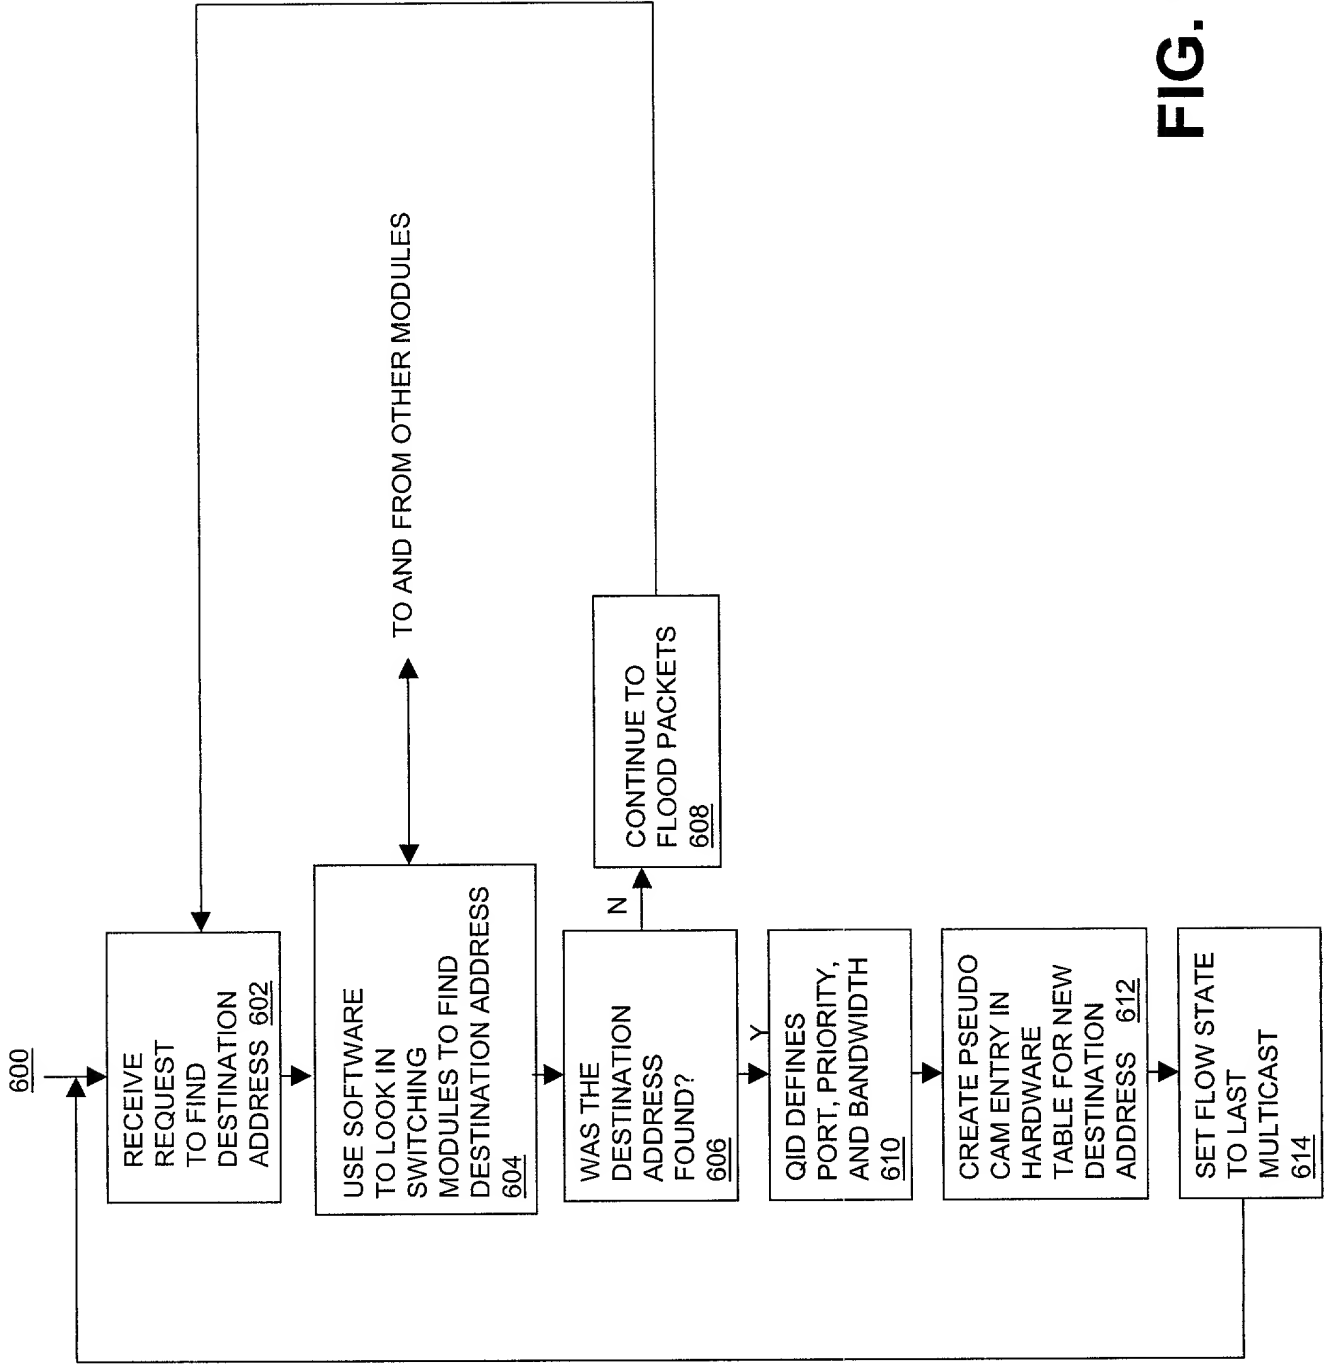 600
RECEIVE
REQUEST
TO FIND
DESTINATION
ADDRESS 602
USE SOFTWARE
TO LOOK IN
SWITCHING
MODULES TO FIND
DESTINATION ADDRESS
604
TO AND FROM OTHER MODULES
WAS THE
DESTINATION
ADDRESS
FOUND?
606
N
CONTINUE TO
FLOOD PACKETS
608
Y
QID DEFINES
PORT, PRIORITY,
AND BANDWIDTH
610
CREATE PSEUDO
CAM ENTRY IN
HARDWARE
TABLE FOR NEW
DESTINATION
ADDRESS 612
SET FLOW STATE
TO LAST
MULTICAST
614
FIG.